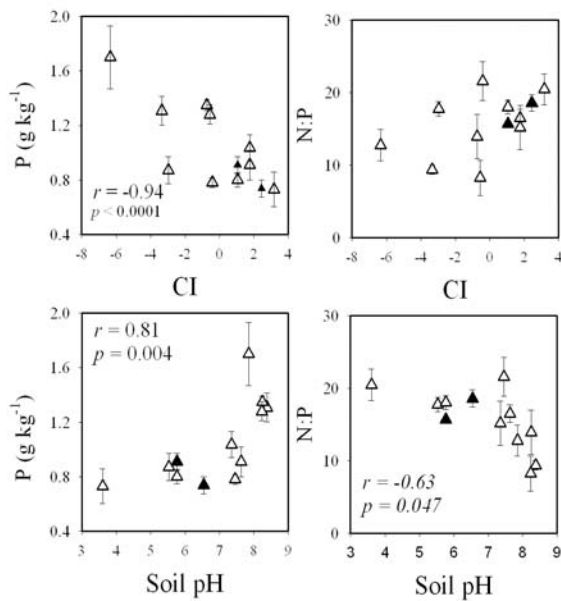 2.0
1.6
1.2
0.8
0.4
P (g kg-1)
r = -0.94
p < 0.0001
-8 -6 -4 -2 0 2 4
CI
30
20
10
0
N:P
-8 -6 -4 -2 0 2 4
CI
2.0
1.6
1.2
0.8
0.4
P (g kg-1)
r = 0.81
p = 0.004
3 4 5 6 7 8 9
Soil pH
30
20
10
0
N:P
r = -0.63
p = 0.047
3 4 5 6 7 8 9
Soil pH